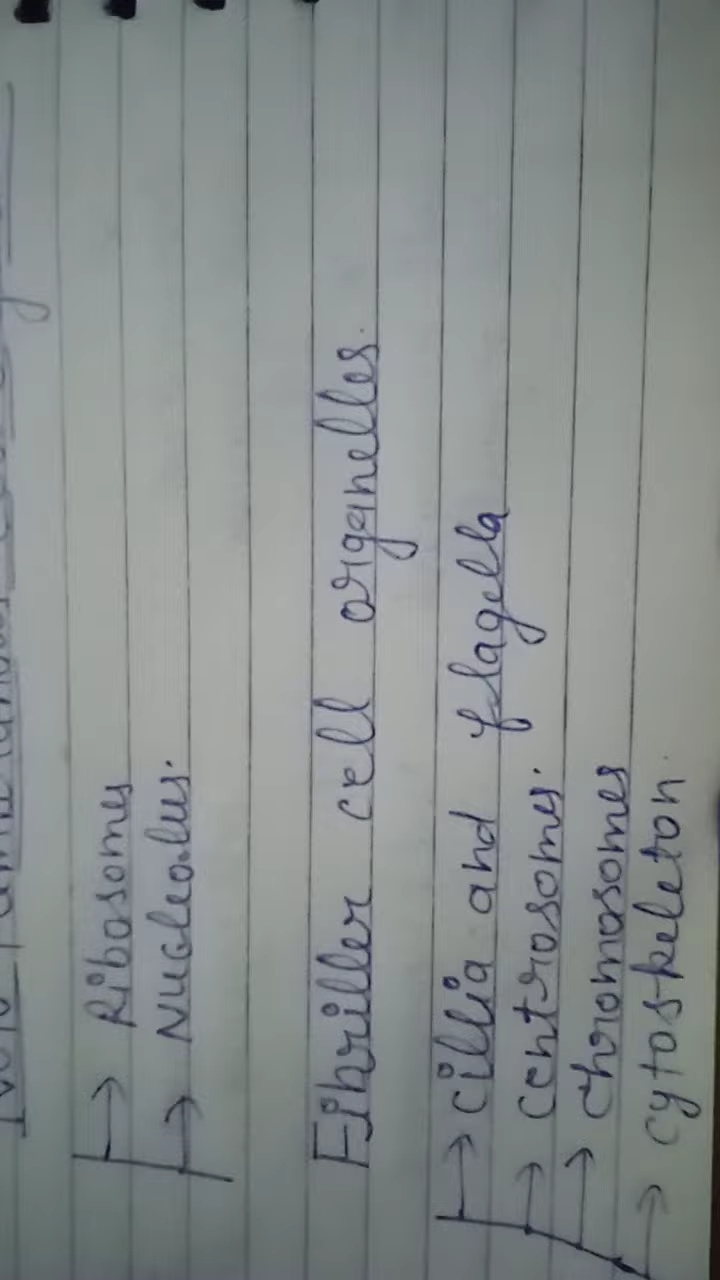 → Ribosomes
→ Nucleolus.
Fibriller cell organelles.
→ cillia and flagella
→ centrosomes.
→ chromosomes
→ cytoskeleton.